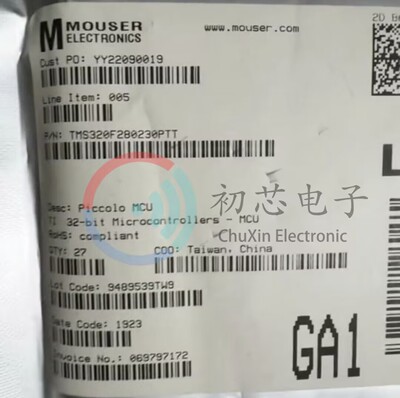 MOUSER
ELECTRONICS
www.mouser.com
Cust PO: YY22090019
Line Item: 005
P/N: TMS320F280230PTT
初芯电子
ChuXin Electronic
Desc: Piccolo MCU
TI 32-bit Microcontrollers - MCU
RoHS: compliant
QTY: 27
COO: Taiwan, China
Lot Code: 9489539TW9
Date Code: 1923
GA1
Invoice No.: 069797172